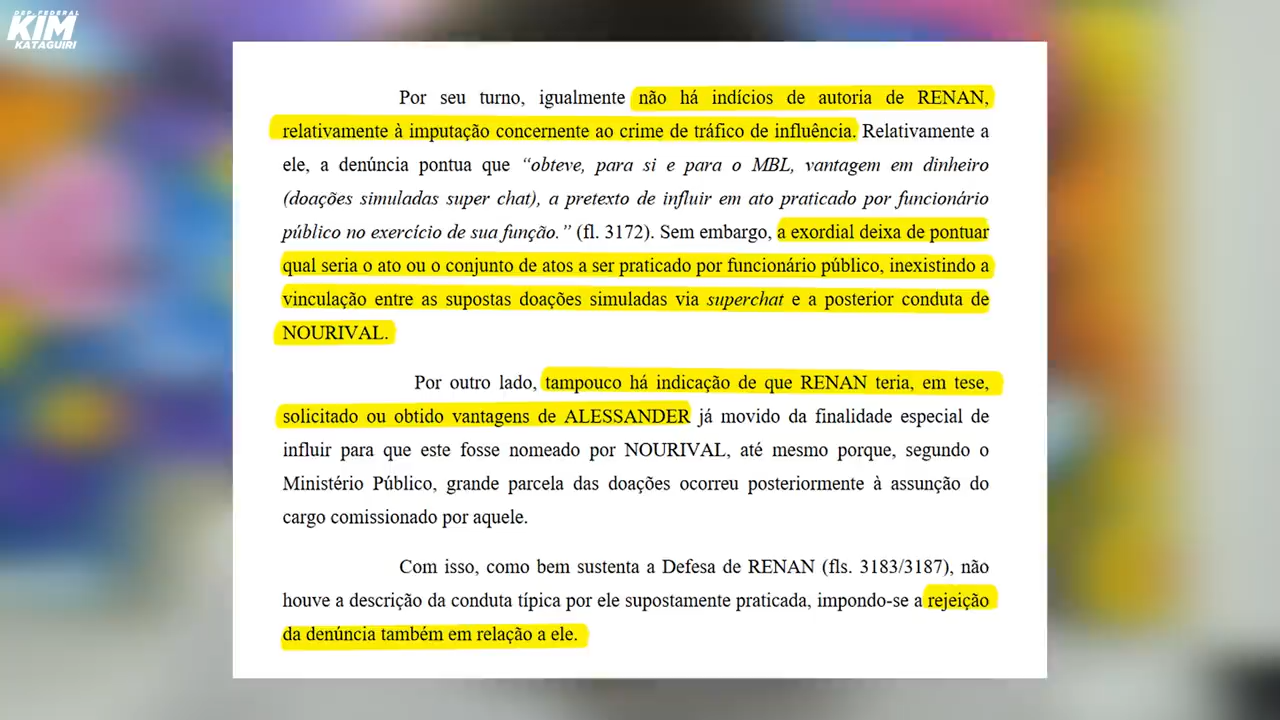 DEP. FEDERAL
KIM
KATAGUIRI
Por seu turno, igualmente não há indícios de autoria de RENAN,
relativamente à imputação concernente ao crime de tráfico de influência. Relativamente a
ele, a denúncia pontua que “obteve, para si e para o MBL, vantagem em dinheiro
(doações simuladas super chat), a pretexto de influir em ato praticado por funcionário
público no exercício de sua função.” (fl. 3172). Sem embargo, a exordial deixa de pontuar
qual seria o ato ou o conjunto de atos a ser praticado por funcionário público, inexistindo a
vinculação entre as supostas doações simuladas via superchat e a posterior conduta de
NOURIVAL.
Por outro lado, tampouco há indicação de que RENAN teria, em tese,
solicitado ou obtido vantagens de ALESSANDER já movido da finalidade especial de
influir para que este fosse nomeado por NOURIVAL, até mesmo porque, segundo o
Ministério Público, grande parcela das doações ocorreu posteriormente à assunção do
cargo comissionado por aquele.
Com isso, como bem sustenta a Defesa de RENAN (fls. 3183/3187), não
houve a descrição da conduta típica por ele supostamente praticada, impondo-se a rejeição
da denúncia também em relação a ele.